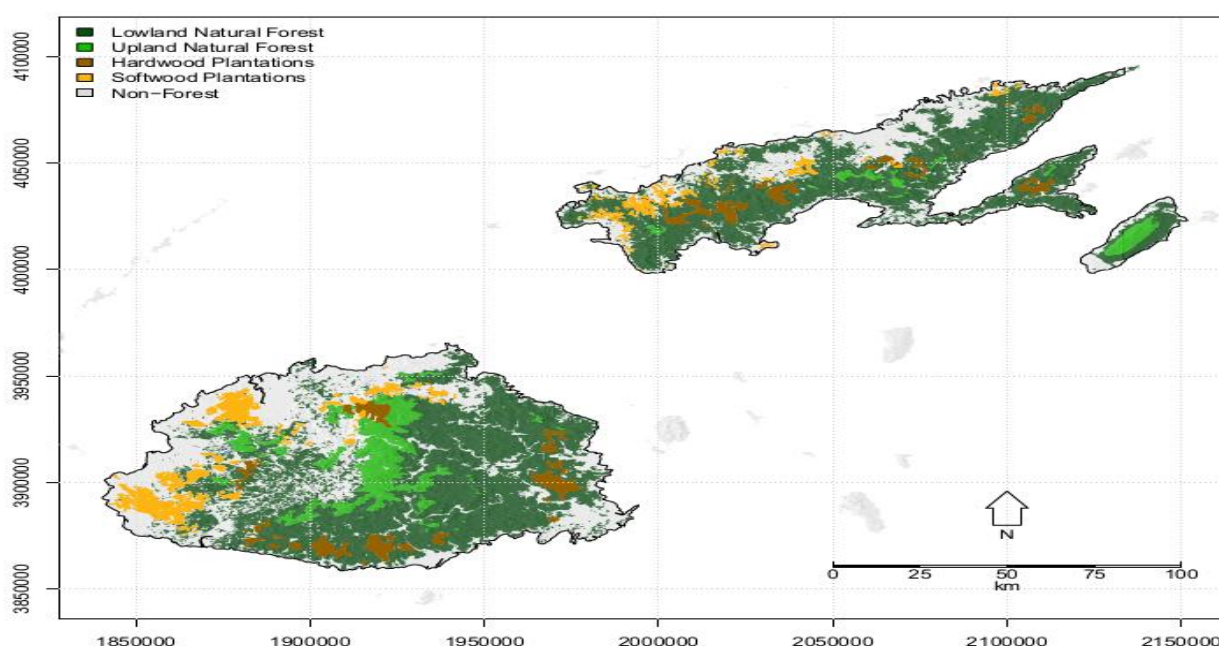 Lowland Natural Forest
Upland Natural Forest
Hardwood Plantations
Softwood Plantations
Non−Forest
4100000
4050000
4000000
3950000
3900000
3850000
N
0 25 50 75 100
km
1850000 1900000 1950000 2000000 2050000 2100000 2150000